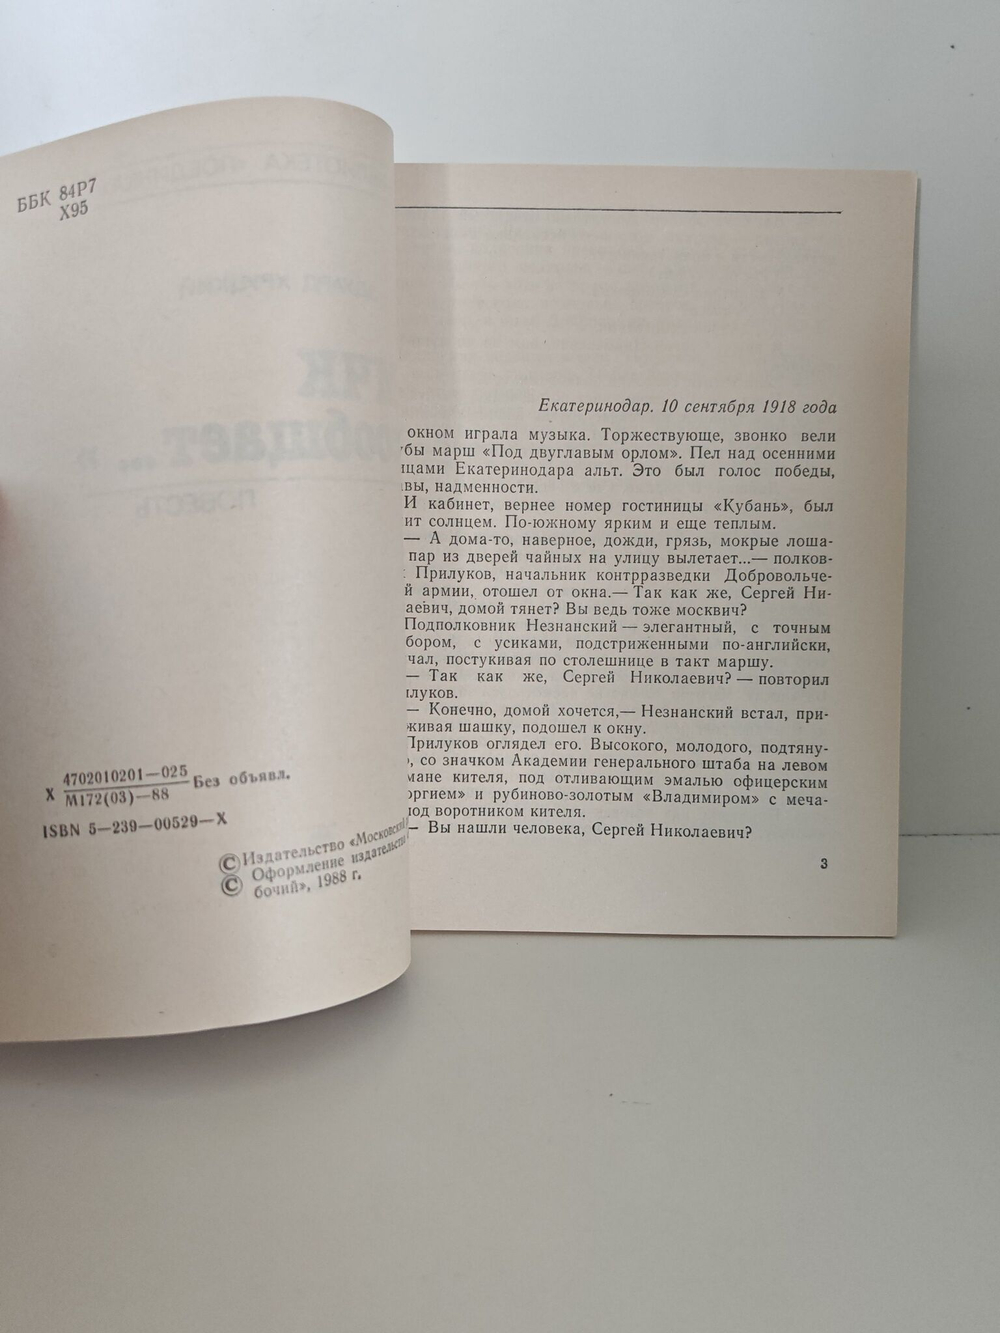 ББК 84Р7
Х95
Х 4702010201—025
М172(03)—88 Без объявл.
ISBN 5—239—00529—Х
© Издательство «Московский
© Оформление издательс
бочий», 1988 г.
Екатеринодар. 10 сентября 1918 года
окном играла музыка. Торжествующе, звонко вели
бы марш «Под двуглавым орлом». Пел над осенними
цами Екатеринодара альт. Это был голос победы,
вы, надменности.
И кабинет, вернее номер гостиницы «Кубань», был
ит солнцем. По-южному ярким и еще теплым.
— А дома-то, наверное, дожди, грязь, мокрые лоша-
пар из дверей чайных на улицу вылетает...— полков-
Прилуков, начальник контрразведки Добровольче-
й армии, отошел от окна.— Так как же, Сергей Ни-
аевич, домой тянет? Вы ведь тоже москвич?
Подполковник Незнанский — элегантный, с точным
бором, с усиками, подстриженными по-английски,
чал, постукивая по столешнице в такт маршу.
— Так как же, Сергей Николаевич? — повторил
луков.
— Конечно, домой хочется,— Незнанский встал, при-
живая шашку, подошел к окну.
Прилуков оглядел его. Высокого, молодого, подтяну-
, со значком Академии генерального штаба на левом
мане кителя, под отливающим эмалью офицерским
оргием» и рубиново-золотым «Владимиром» с меча-
под воротником кителя.
— Вы нашли человека, Сергей Николаевич?
3